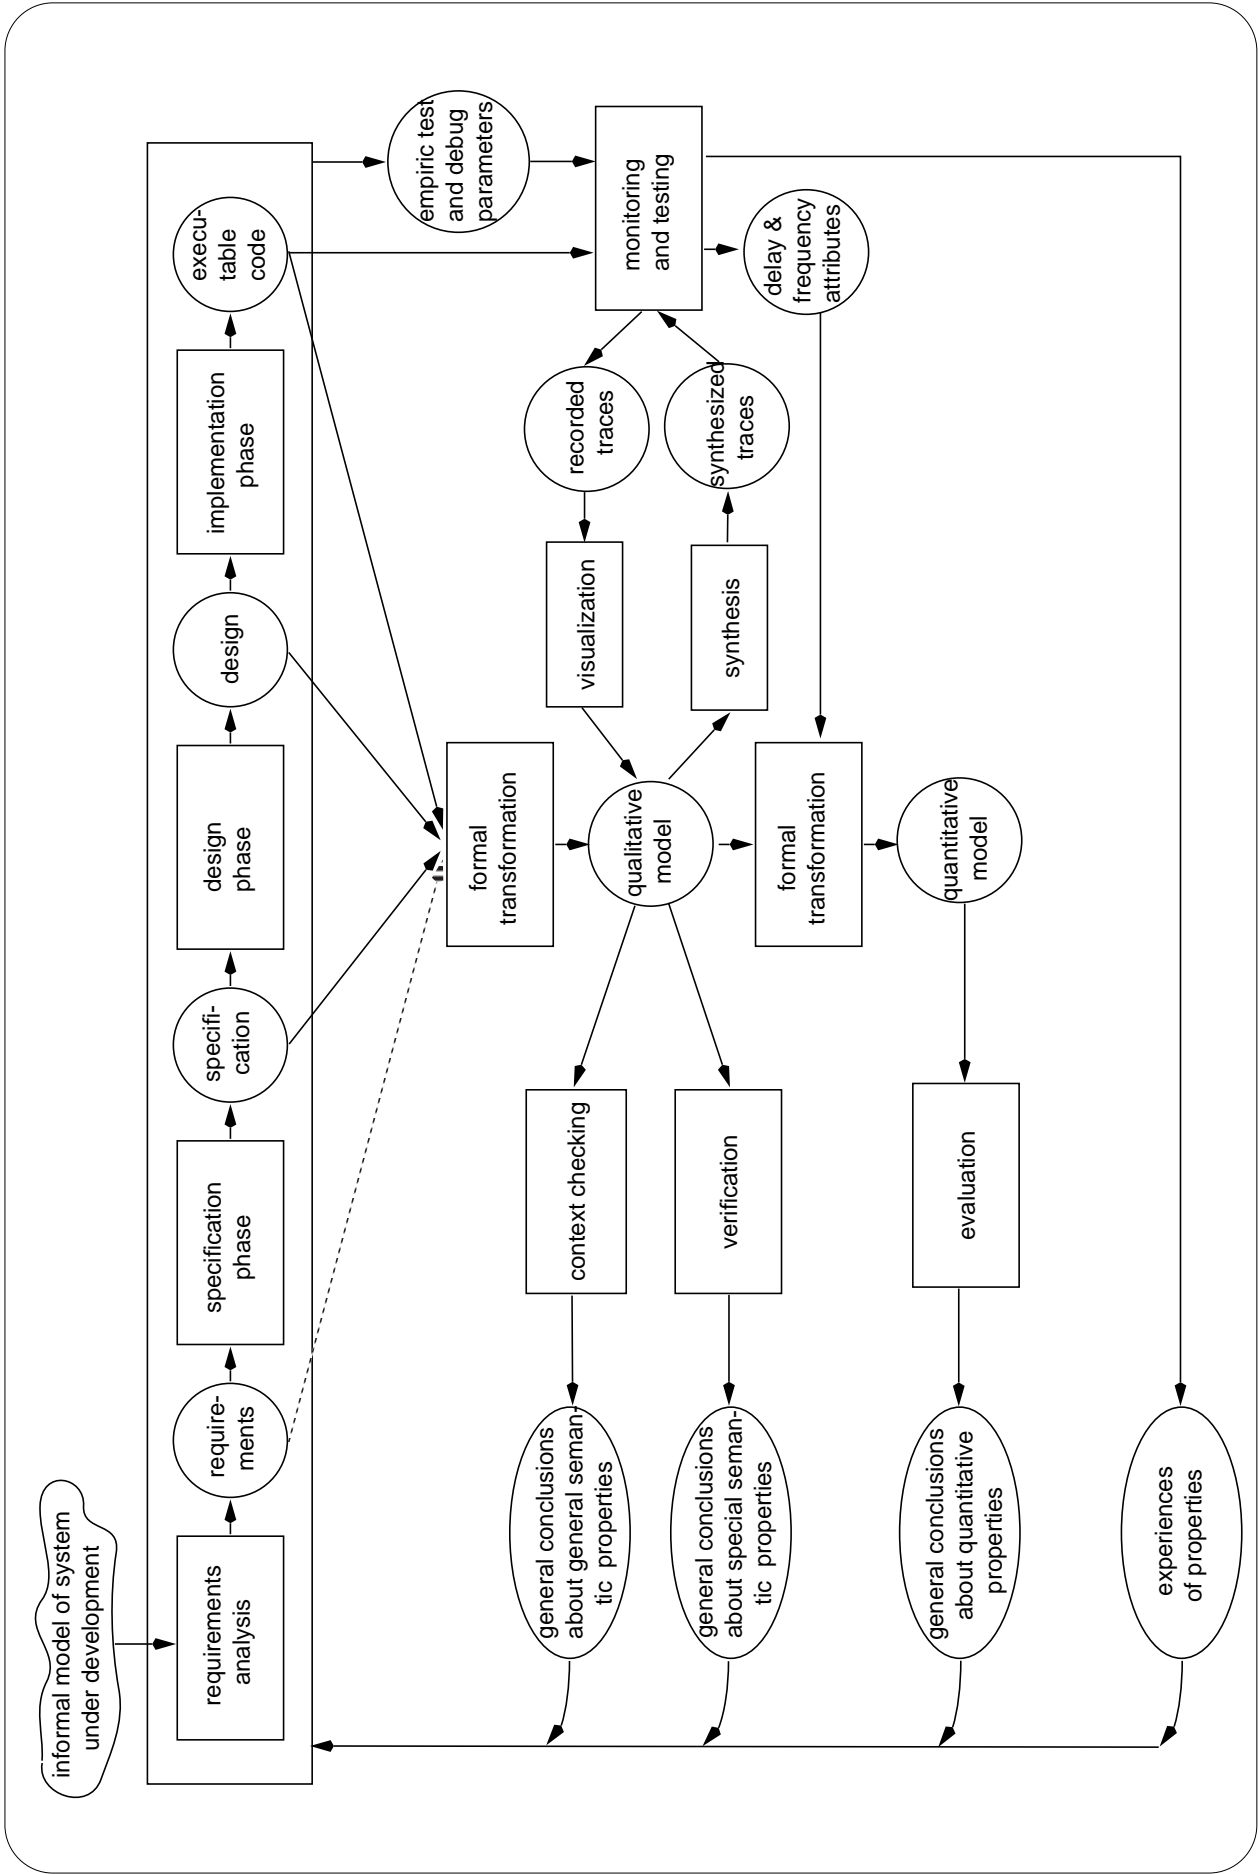 informal model of system
under development
requirements
analysis
require-
ments
specification
phase
specifi-
cation
design
phase
design
implementation
phase
execu-
table
code
empiric test
and debug
parameters
monitoring
and testing
delay &
frequency
attributes
recorded
traces
synthesized
traces
visualization
synthesis
formal
transformation
qualitative
model
formal
transformation
quantitative
model
context checking
verification
evaluation
general conclusions
about general seman-
tic properties
general conclusions
about special seman-
tic properties
general conclusions
about quantitative
properties
experiences
of properties